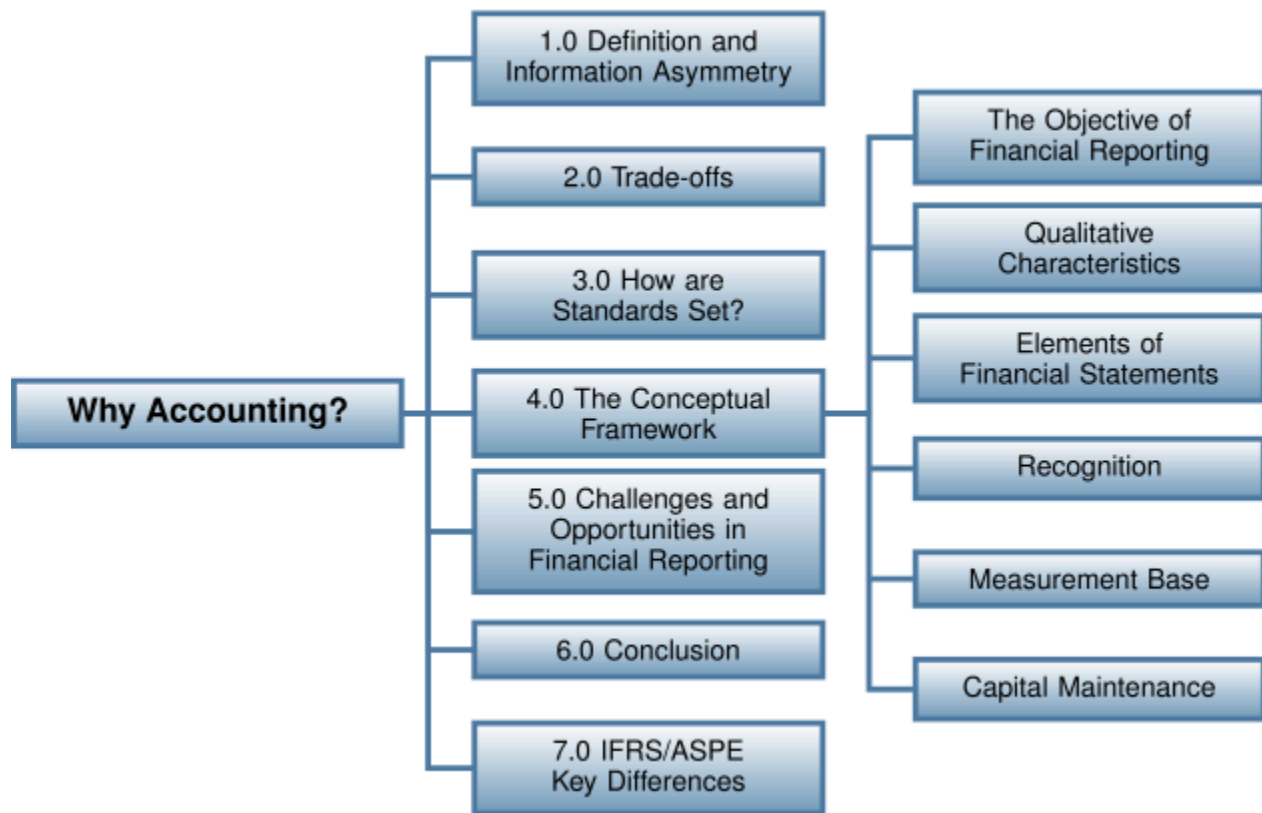 Why Accounting?
1.0 Definition and
Information Asymmetry
2.0 Trade-offs
3.0 How are
Standards Set?
4.0 The Conceptual
Framework
5.0 Challenges and
Opportunities in
Financial Reporting
6.0 Conclusion
7.0 IFRS/ASPE
Key Differences
The Objective of
Financial Reporting
Qualitative
Characteristics
Elements of
Financial Statements
Recognition
Measurement Base
Capital Maintenance